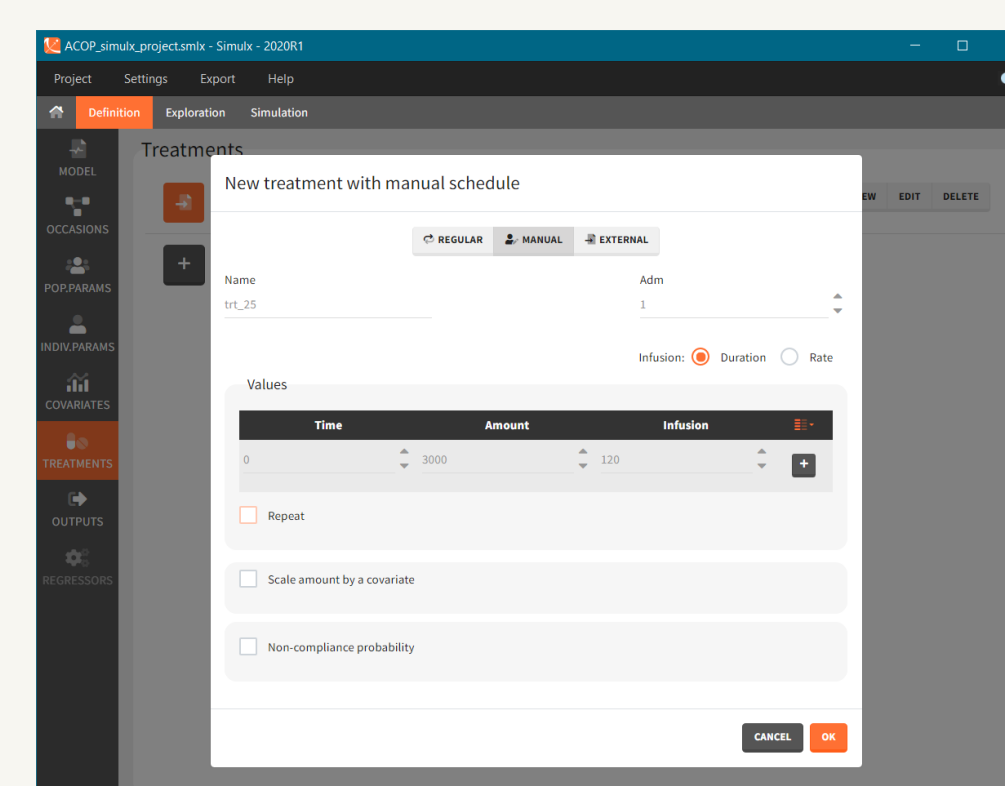 ACOP_simulx_project.smlx - Simulx - 2020R1
Project Settings Export Help
Definition Exploration Simulation
MODEL
OCCASIONS
POP.PARAMS
INDIV.PARAMS
COVARIATES
TREATMENTS
OUTPUTS
REGRESSORS
Treatments
EDIT DELETE
New treatment with manual schedule
REGULAR MANUAL EXTERNAL
Name Adm
trt_25 1
Infusion: Duration Rate
Values
Time Amount Infusion
0 3000 120
+
Repeat
Scale amount by a covariate
Non-compliance probability
CANCEL OK